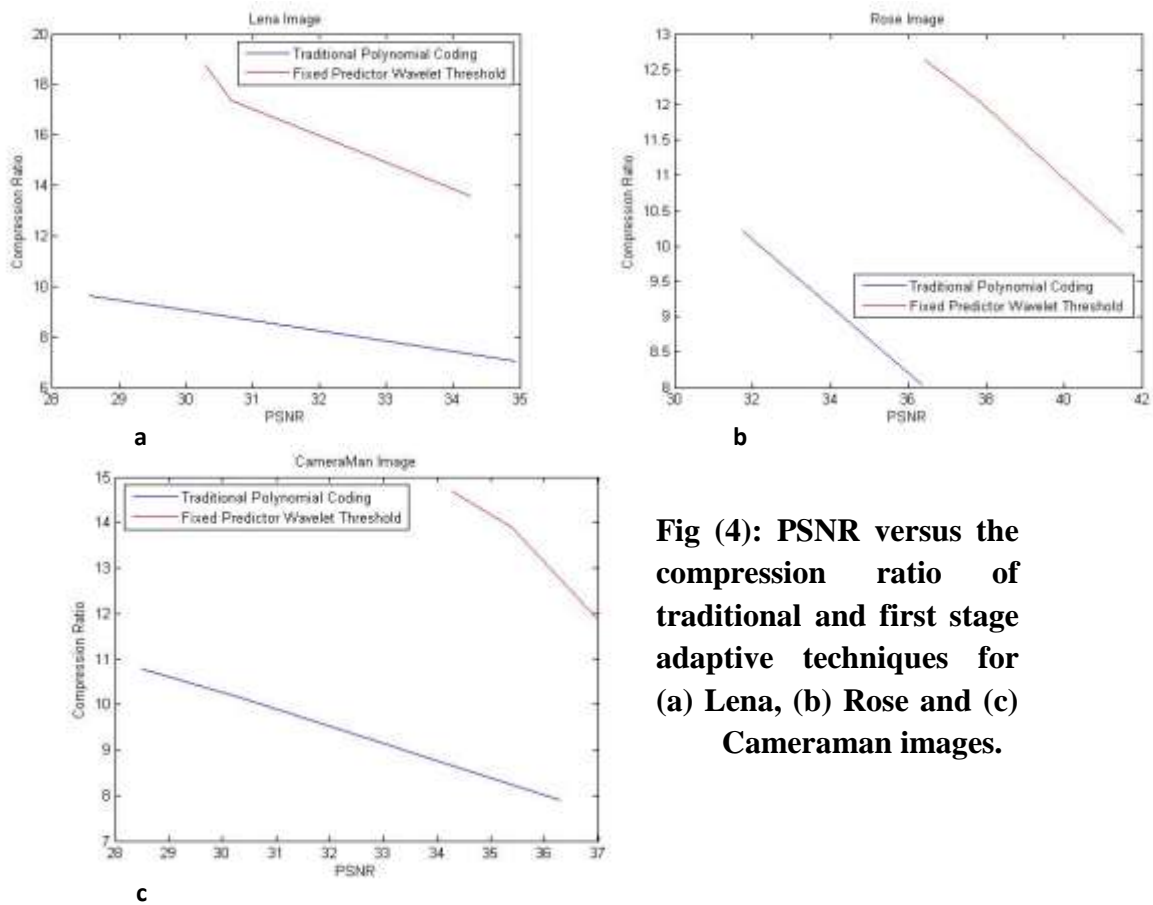 Lena Image
20
18
16
14
12
10
8
6
Compression Ratio
Traditional Polynomial Coding
Fixed Predictor Wavelet Threshold
28 29 30 31 32 33 34 35
PSNR
a
Rose Image
13
12.5
12
11.5
11
10.5
10
9.5
9
8.5
8
Compression Ratio
Traditional Polynomial Coding
Fixed Predictor Wavelet Threshold
30 32 34 36 38 40 42
PSNR
b
CameraMan Image
15
14
13
12
11
10
9
8
7
Compression Ratio
Traditional Polynomial Coding
Fixed Predictor Wavelet Threshold
28 29 30 31 32 33 34 35 36 37
PSNR
c
Fig (4): PSNR versus the
compression ratio of
traditional and first stage
adaptive techniques for
(a) Lena, (b) Rose and (c)
Cameraman images.